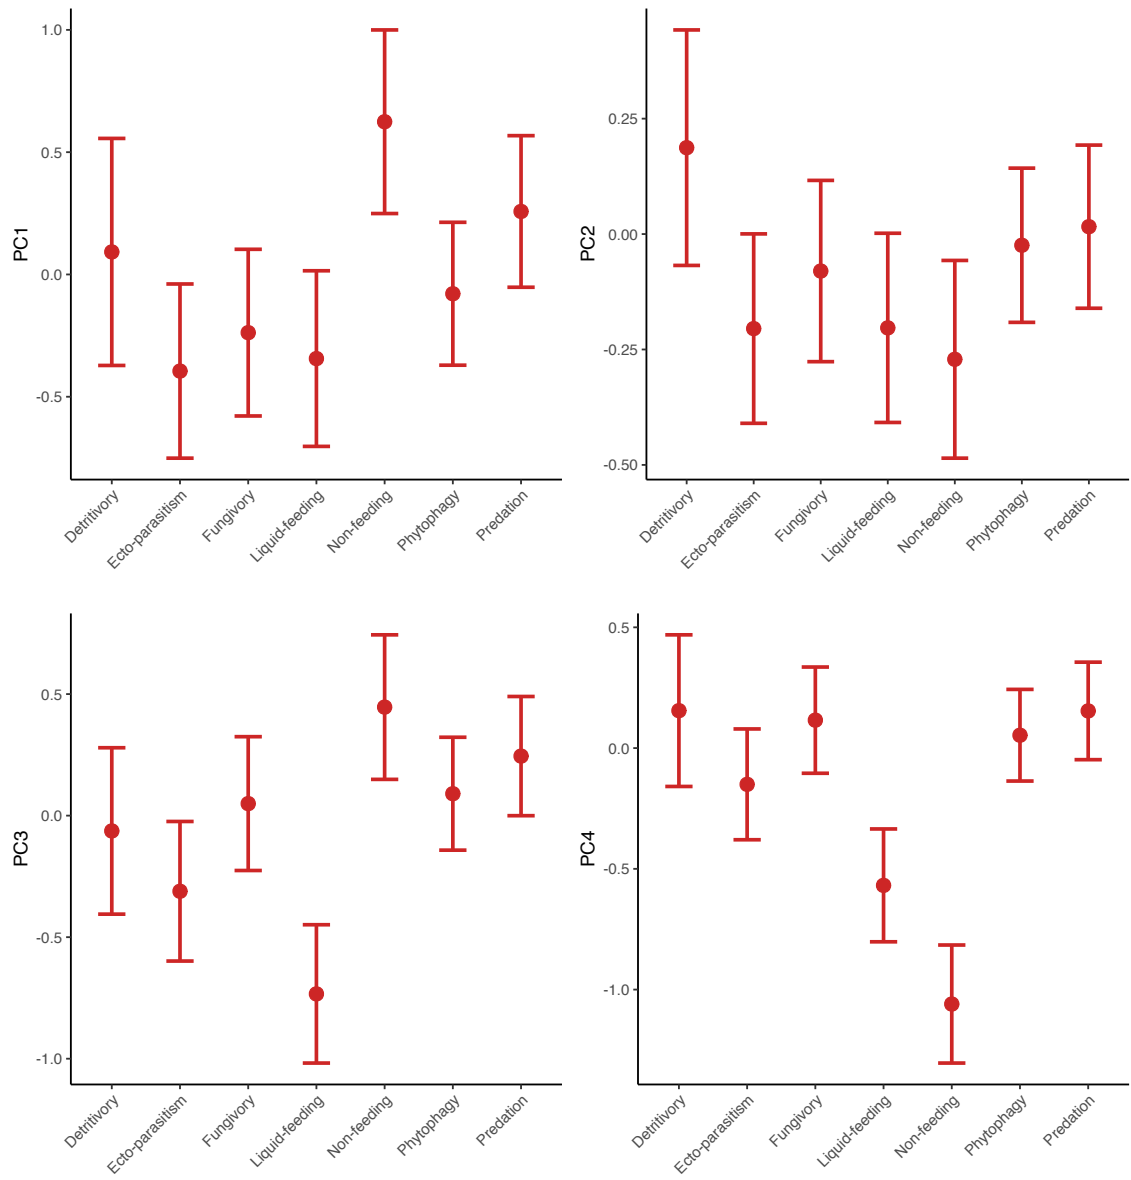 1.0
0.5
0.0
-0.5
PC1
Detritivory
Ecto-parasitism
Fungivory
Liquid-feeding
Non-feeding
Phytophagy
Predation
0.25
0.00
-0.25
-0.50
PC2
Detritivory
Ecto-parasitism
Fungivory
Liquid-feeding
Non-feeding
Phytophagy
Predation
0.5
0.0
-0.5
-1.0
PC3
Detritivory
Ecto-parasitism
Fungivory
Liquid-feeding
Non-feeding
Phytophagy
Predation
0.5
0.0
-0.5
-1.0
PC4
Detritivory
Ecto-parasitism
Fungivory
Liquid-feeding
Non-feeding
Phytophagy
Predation